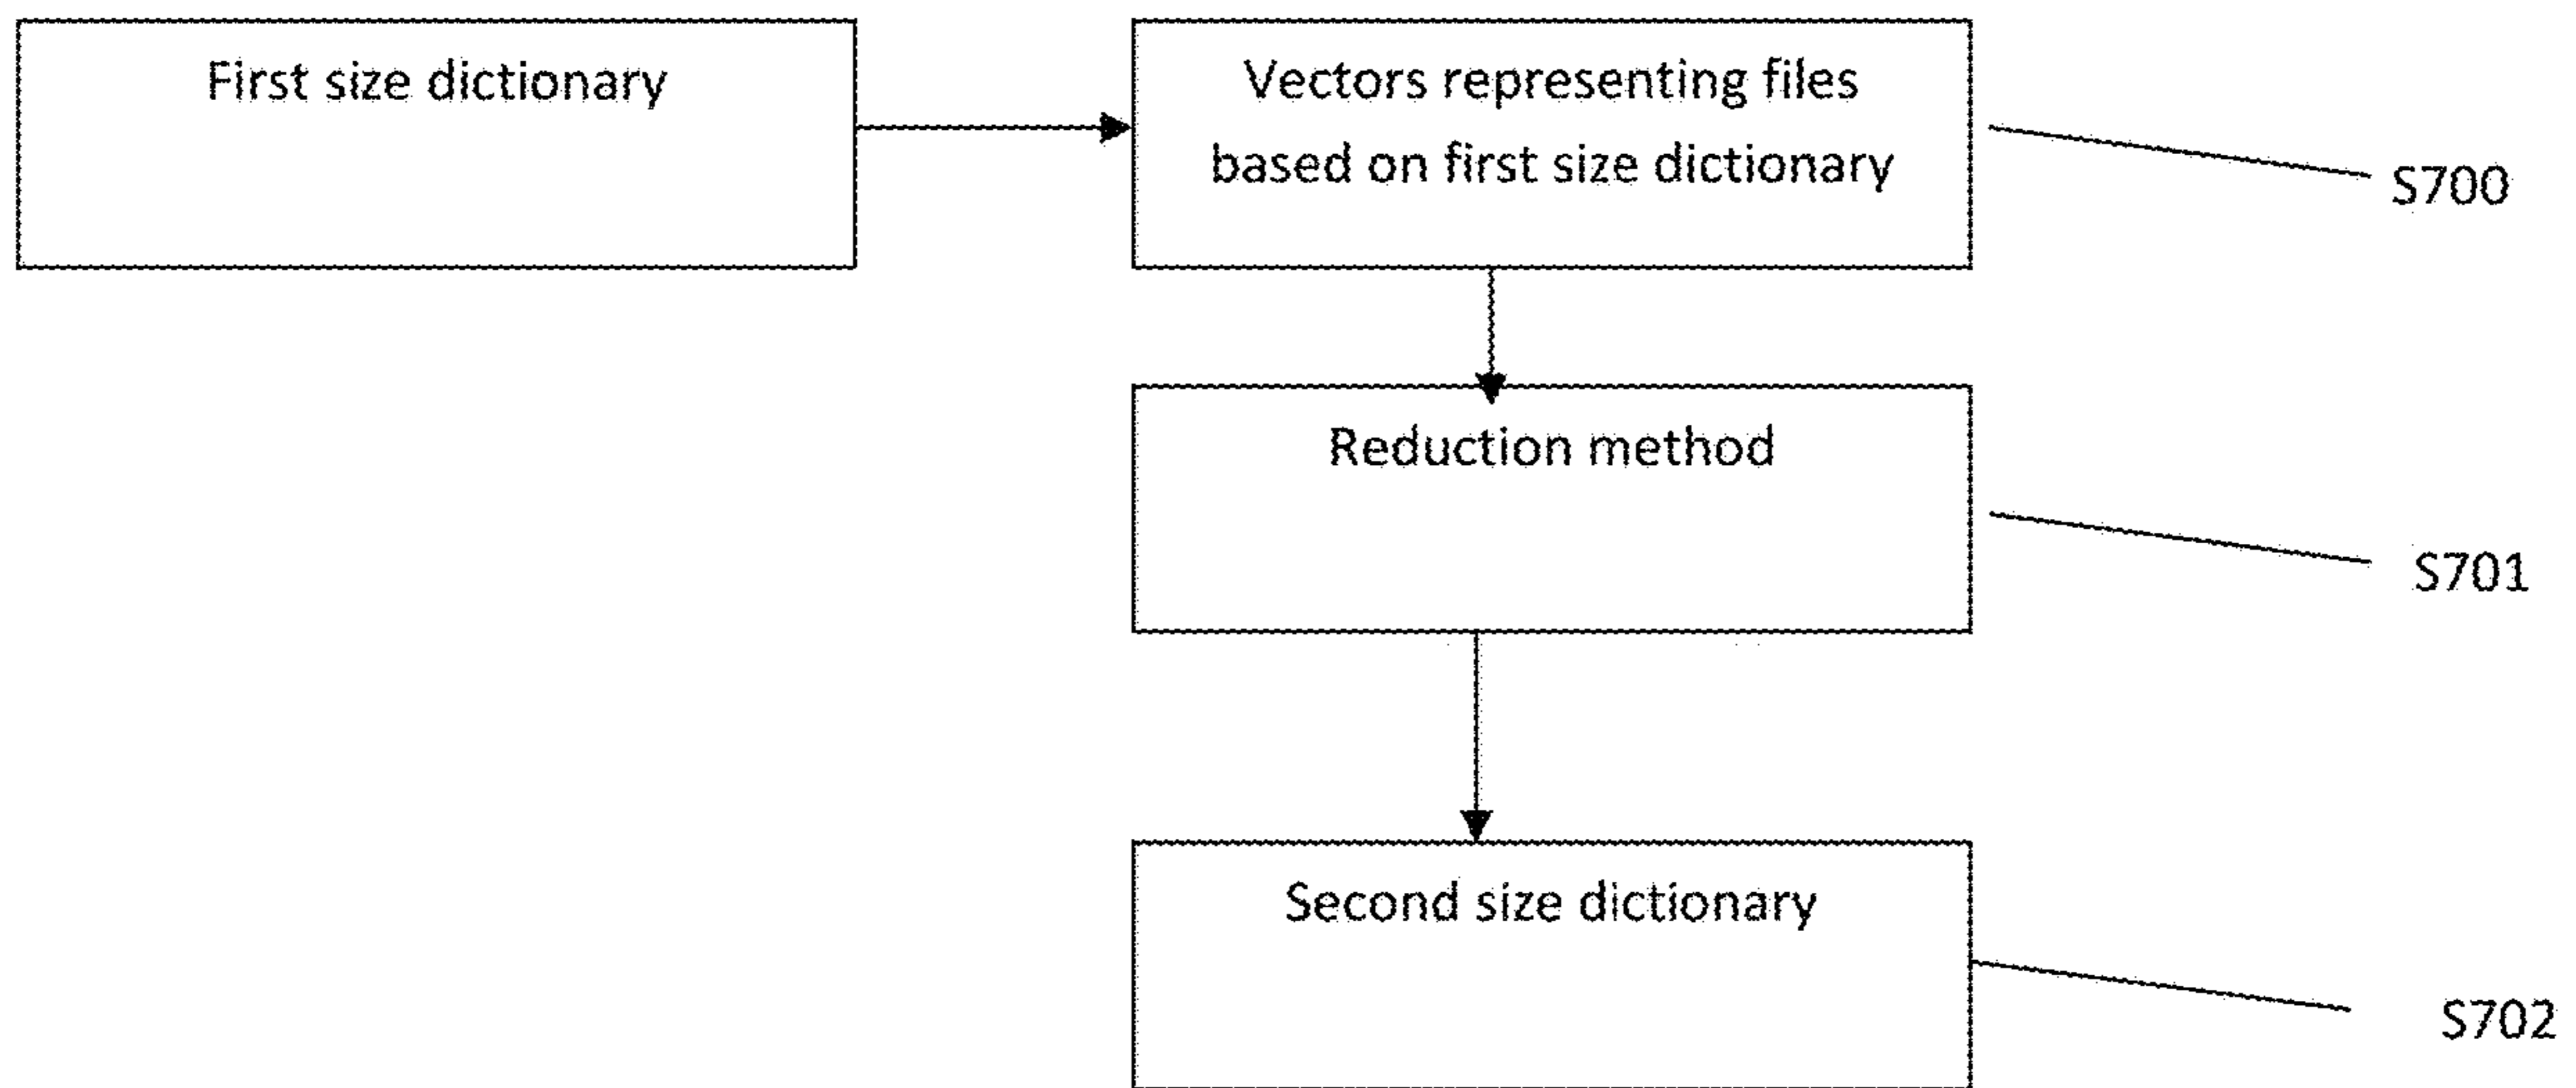 First size dictionary
Vectors representing files
based on first size dictionary
S700
Reduction method
S701
Second size dictionary
S702